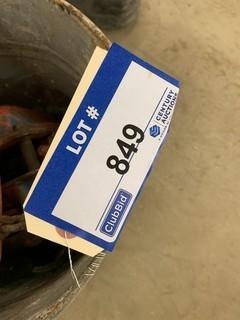 LOT #
849
CENTURY
AUCTIONS
ClubBid